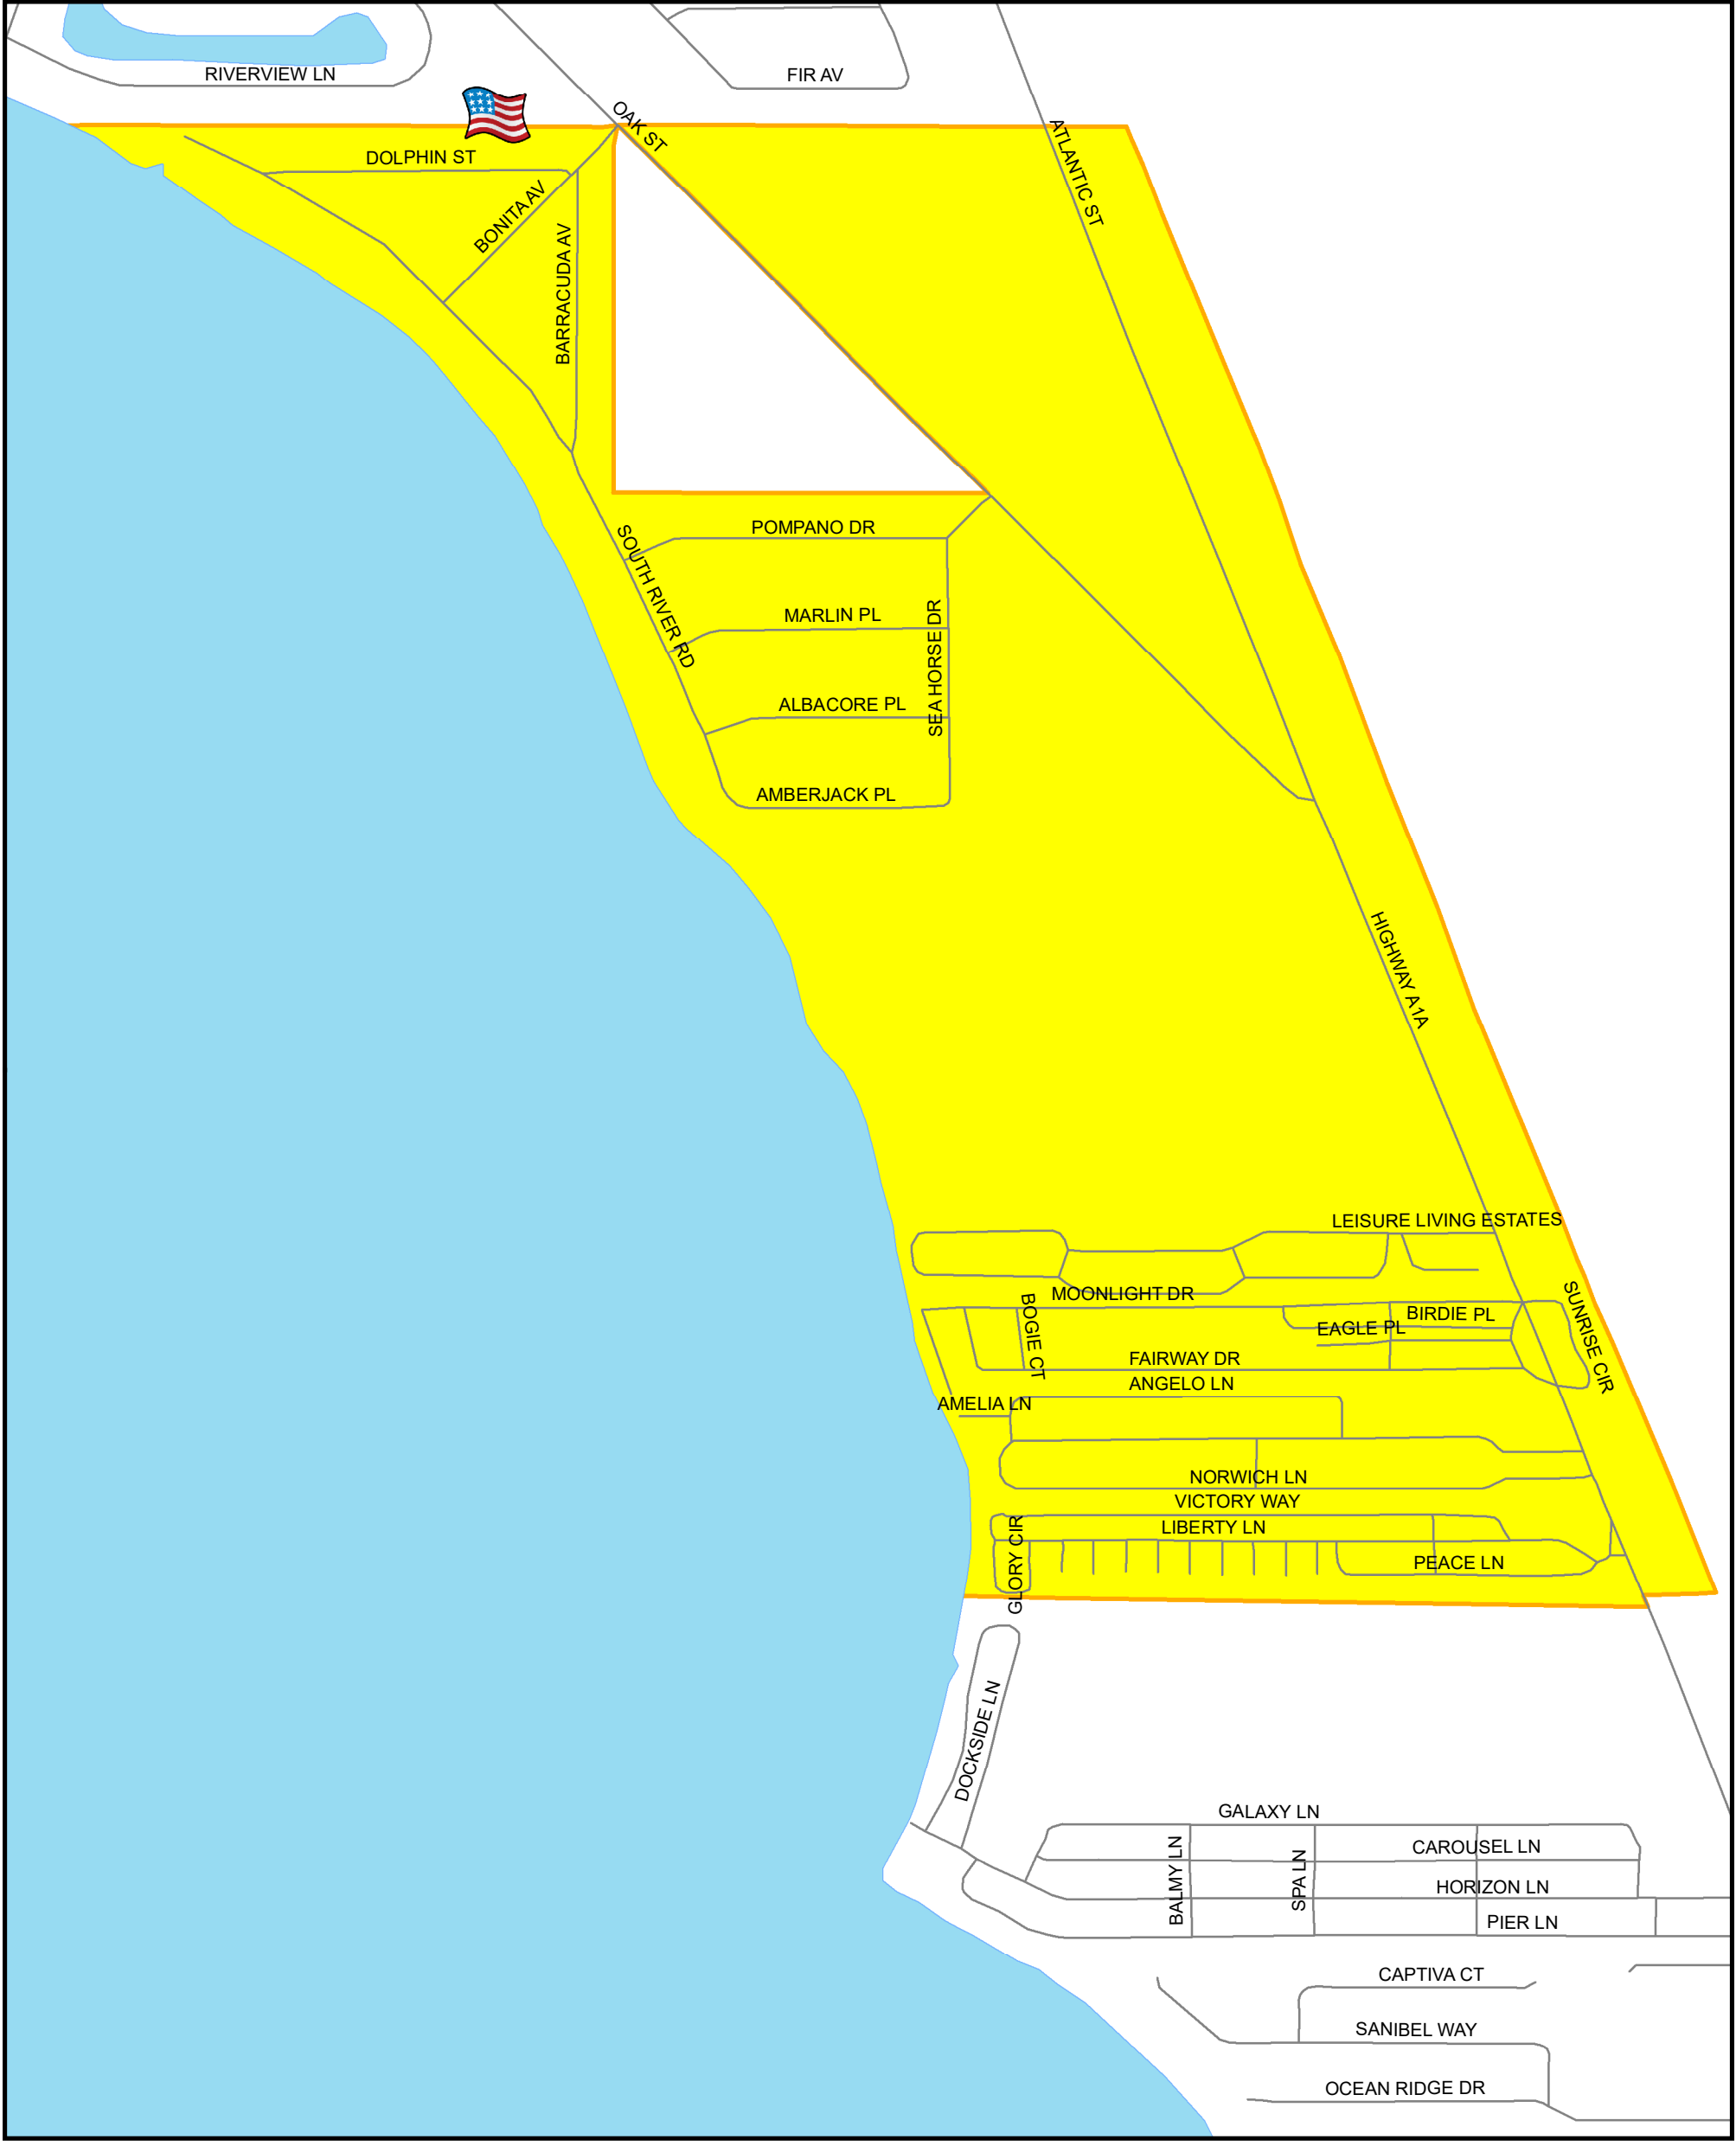 RIVERVIEW LN
FIR AV
OAK ST
ATLANTIC ST
DOLPHIN ST
BONITA AV
BARRACUDA AV
POMPANO DR
SOUTH RIVER RD
MARLIN PL
SEA HORSE DR
ALBACORE PL
AMBERJACK PL
HIGHWAY A1A
LEISURE LIVING ESTATES
MOONLIGHT DR
BOGIE CT
BIRDIE PL
SUNRISE CIR
EAGLE PL
FAIRWAY DR
ANGELO LN
AMELIA LN
NORWICH LN
VICTORY WAY
LIBERTY LN
GLORY CIR
PEACE LN
DOCKSIDE LN
GALAXY LN
CAROUSEL LN
BALMY LN
SPA LN
HORIZON LN
PIER LN
CAPTIVA CT
SANIBEL WAY
OCEAN RIDGE DR